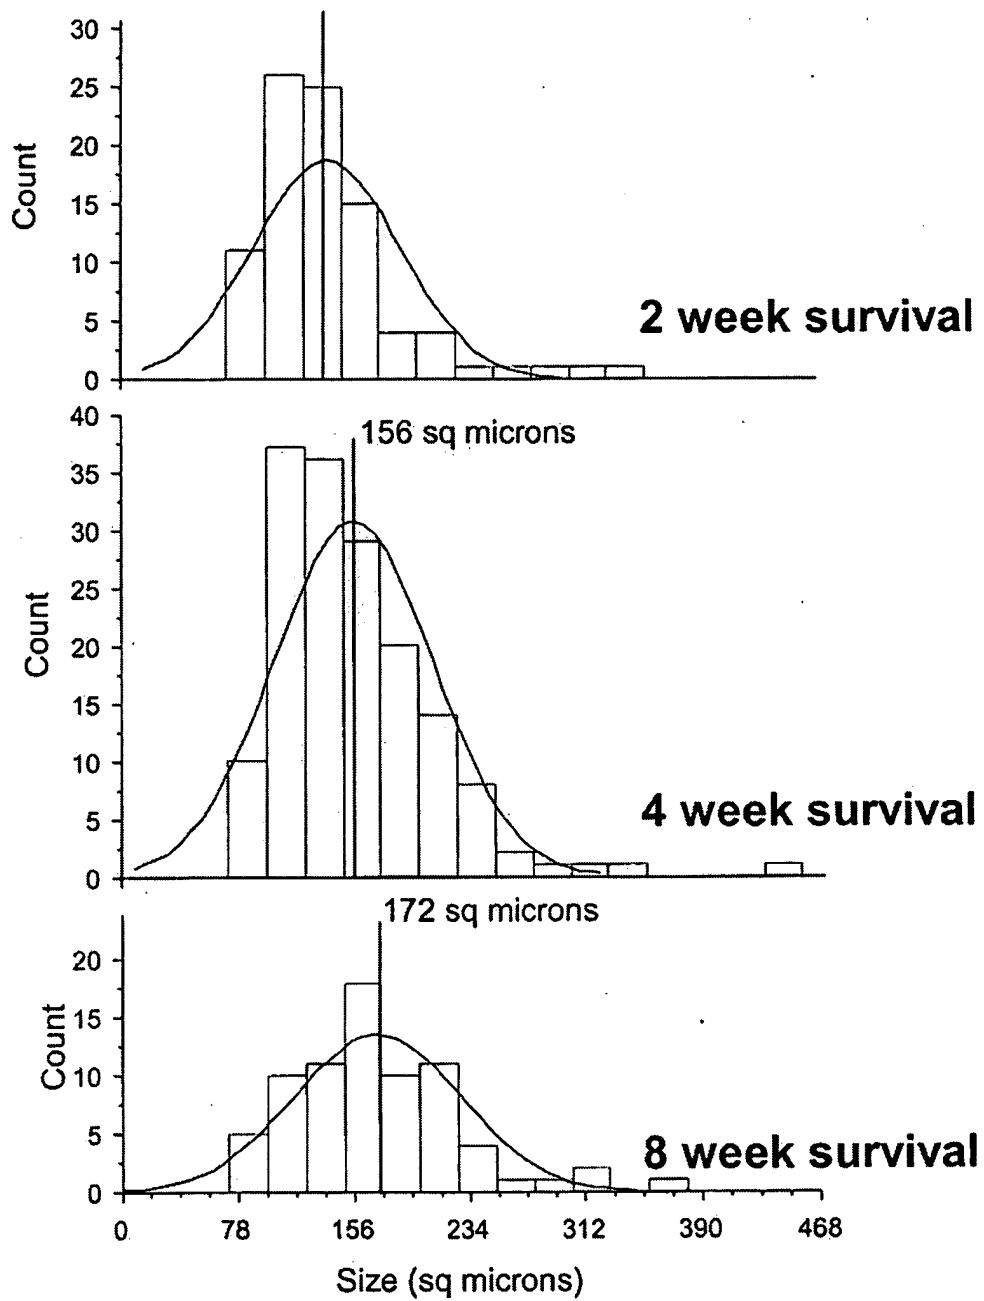 30
25
20
15
10
5
0
Count
2 week survival
40
35
30
25
20
15
10
5
0
Count
156 sq microns
4 week survival
172 sq microns
20
15
10
5
0
Count
8 week survival
0 78 156 234 312 390 468
Size (sq microns)